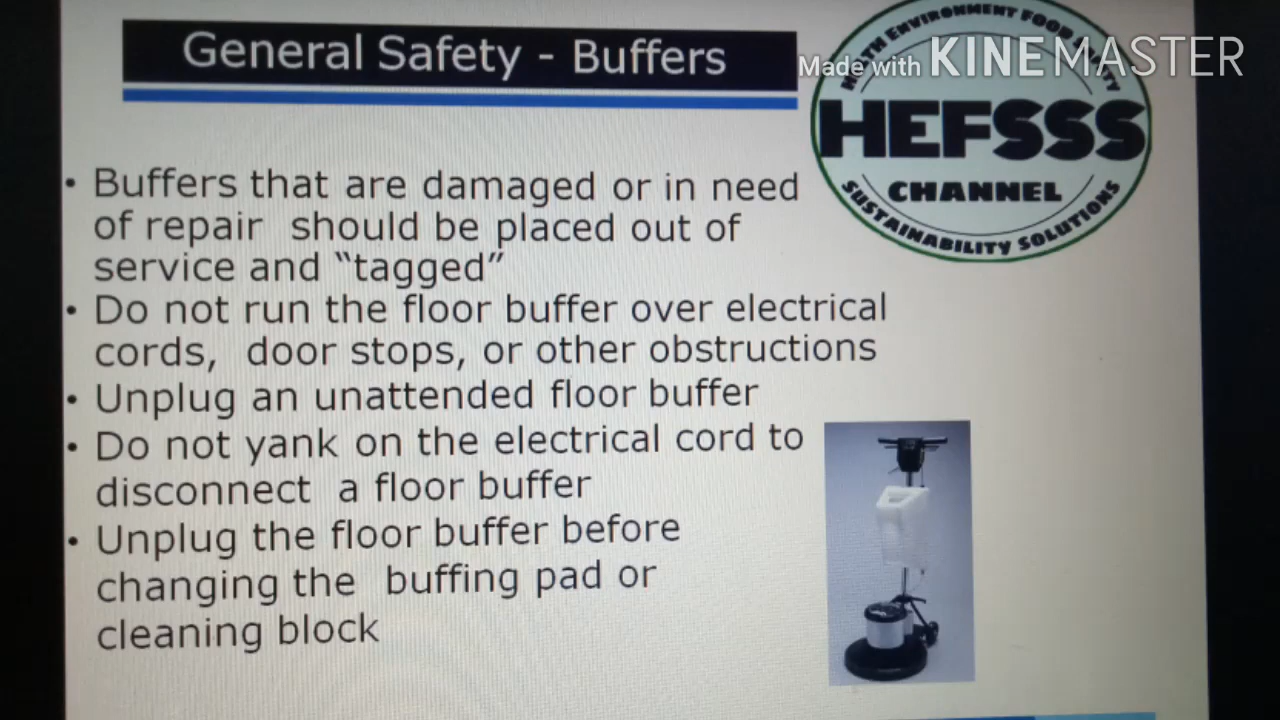 General Safety - Buffers
Made with KINEMASTER
HEFSSS
CHANNEL
SUSTAINABILITY SOLUTIONS
• Buffers that are damaged or in need
of repair should be placed out of
service and “tagged”
• Do not run the floor buffer over electrical
cords, door stops, or other obstructions
• Unplug an unattended floor buffer
• Do not yank on the electrical cord to
disconnect a floor buffer
• Unplug the floor buffer before
changing the buffing pad or
cleaning block